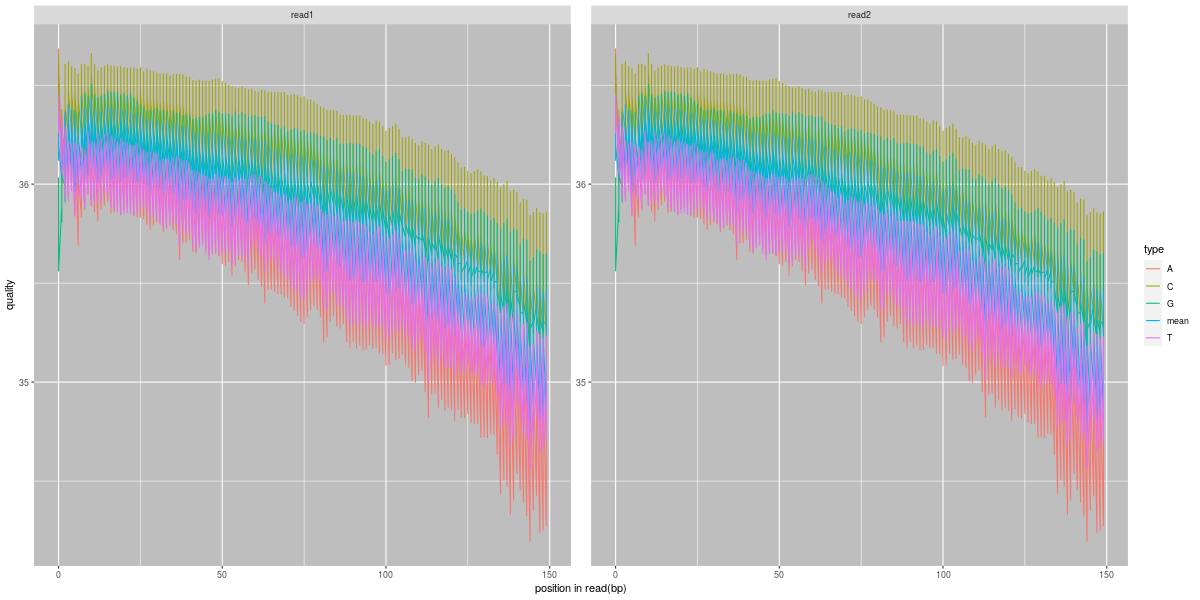 read1
read2
quality
36
35
36
35
0
50
100
150
0
50
100
150
position in read(bp)
type
A
C
G
mean
T